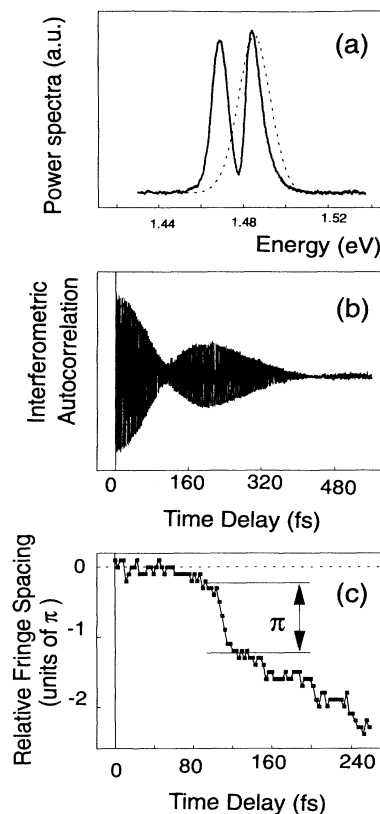 (a)
Power spectra (a.u.)
1.44 1.48 1.52
Energy (eV)
(b)
Interferometric
Autocorrelation
0 160 320 480
Time Delay (fs)
(c)
Relative Fringe Spacing
(units of π)
0
-1
-2
π
0 80 160 240
Time Delay (fs)